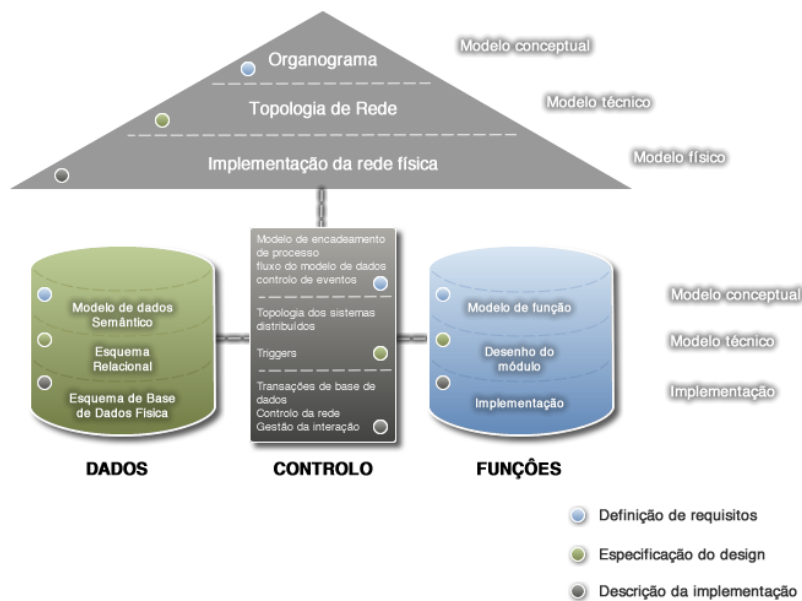 Organograma
Modelo conceptual
Topologia de Rede
Modelo técnico
Implementação da rede física
Modelo físico
Modelo de encadeamento
de processo
fluxo do modelo de dados
controlo de eventos
Topologia dos sistemas
distribuídos
Triggers
Transações de base de
dados
Controlo da rede
Gestão da interação
Modelo de dados
Semântico
Esquema
Relacional
Esquema de Base
de Dados Física
Modelo de função
Desenho do
módulo
Implementação
Modelo conceptual
Modelo técnico
Implementação
DADOS
CONTROLO
FUNÇÔES
Definição de requisitos
Especificação do design
Descrição da implementação